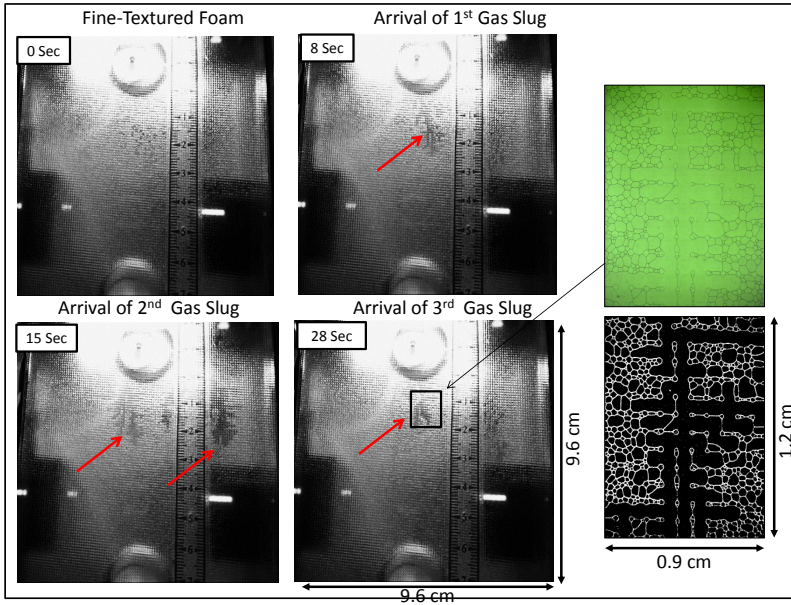 Fine-Textured Foam
Arrival of 1st Gas Slug
0 Sec
8 Sec
Arrival of 2nd Gas Slug
Arrival of 3rd Gas Slug
15 Sec
28 Sec
9.6 cm
9.6 cm
1.2 cm
0.9 cm